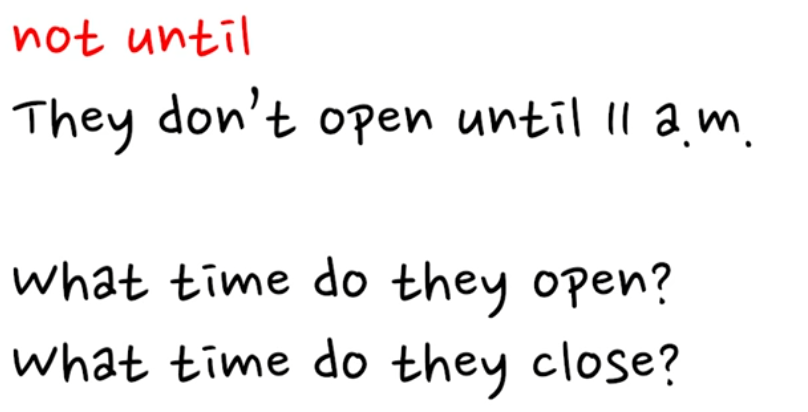 not until
They don't open until 11 a.m.
What time do they open?
What time do they close?